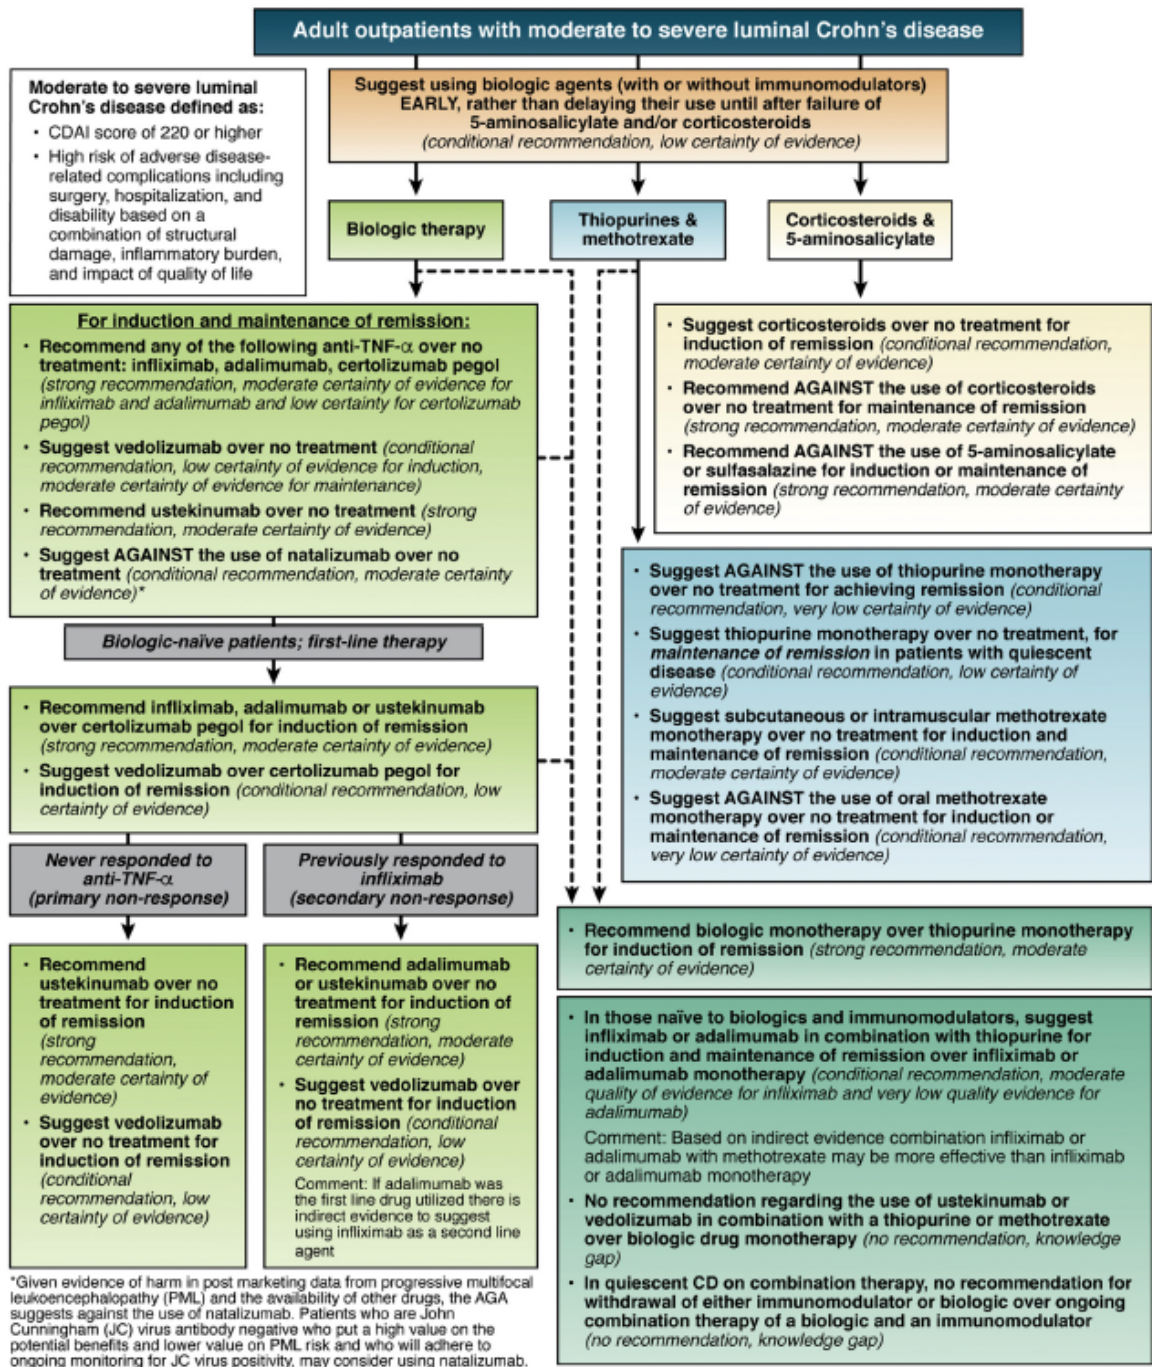 Adult outpatients with moderate to severe luminal Crohn's disease
Moderate to severe luminal
Crohn's disease defined as:
• CDAI score of 220 or higher
• High risk of adverse disease-
related complications including
surgery, hospitalization, and
disability based on a
combination of structural
damage, inflammatory burden,
and impact of quality of life
Suggest using biologic agents (with or without immunomodulators)
EARLY, rather than delaying their use until after failure of
5-aminosalicylate and/or corticosteroids
(conditional recommendation, low certainty of evidence)
Biologic therapy
Thiopurines &
methotrexate
Corticosteroids &
5-aminosalicylate
For induction and maintenance of remission:
• Recommend any of the following anti-TNF-α over no
treatment: infliximab, adalimumab, certolizumab pegol
(strong recommendation, moderate certainty of evidence for
infliximab and adalimumab and low certainty for certolizumab
pegol)
• Suggest vedolizumab over no treatment (conditional
recommendation, low certainty of evidence for induction,
moderate certainty of evidence for maintenance)
• Recommend ustekinumab over no treatment (strong
recommendation, moderate certainty of evidence)
• Suggest AGAINST the use of natalizumab over no
treatment (conditional recommendation, moderate certainty
of evidence)*
Biologic-naïve patients; first-line therapy
• Recommend infliximab, adalimumab or ustekinumab
over certolizumab pegol for induction of remission
(strong recommendation, moderate certainty of evidence)
• Suggest vedolizumab over certolizumab pegol for
induction of remission (conditional recommendation, low
certainty of evidence)
Never responded to
anti-TNF-α
(primary non-response)
Previously responded to
infliximab
(secondary non-response)
• Recommend
ustekinumab over no
treatment for induction
of remission
(strong
recommendation,
moderate certainty of
evidence)
• Suggest vedolizumab
over no treatment for
induction of remission
(conditional
recommendation, low
certainty of evidence)
• Recommend adalimumab
or ustekinumab over no
treatment for induction of
remission (strong
recommendation, moderate
certainty of evidence)
• Suggest vedolizumab over
no treatment for induction
of remission (conditional
recommendation, low
certainty of evidence)
Comment: If adalimumab was
the first line drug utilized there is
indirect evidence to suggest
using infliximab as a second line
agent
*Given evidence of harm in post marketing data from progressive multifocal
leukoencephalopathy (PML) and the availability of other drugs, the AGA
suggests against the use of natalizumab. Patients who are John
Cunningham (JC) virus antibody negative who put a high value on the
potential benefits and lower value on PML risk and who will adhere to
ongoing monitoring for JC virus positivity, may consider using natalizumab.
• Suggest corticosteroids over no treatment for
induction of remission (conditional recommendation,
moderate certainty of evidence)
• Recommend AGAINST the use of corticosteroids
over no treatment for maintenance of remission
(strong recommendation, moderate certainty of evidence)
• Recommend AGAINST the use of 5-aminosalicylate
or sulfasalazine for induction or maintenance of
remission (strong recommendation, moderate certainty
of evidence)
• Suggest AGAINST the use of thiopurine monotherapy
over no treatment for achieving remission (conditional
recommendation, very low certainty of evidence)
• Suggest thiopurine monotherapy over no treatment, for
maintenance of remission in patients with quiescent
disease (conditional recommendation, low certainty of
evidence)
• Suggest subcutaneous or intramuscular methotrexate
monotherapy over no treatment for induction and
maintenance of remission (conditional recommendation,
moderate certainty of evidence)
• Suggest AGAINST the use of oral methotrexate
monotherapy over no treatment for induction or
maintenance of remission (conditional recommendation,
very low certainty of evidence)
• Recommend biologic monotherapy over thiopurine monotherapy
for induction of remission (strong recommendation, moderate
certainty of evidence)
• In those naïve to biologics and immunomodulators, suggest
infliximab or adalimumab in combination with thiopurine for
induction and maintenance of remission over infliximab or
adalimumab monotherapy (conditional recommendation, moderate
quality of evidence for infliximab and very low quality evidence for
adalimumab)
Comment: Based on indirect evidence combination infliximab or
adalimumab with methotrexate may be more effective than infliximab
or adalimumab monotherapy
• No recommendation regarding the use of ustekinumab or
vedolizumab in combination with a thiopurine or methotrexate
over biologic drug monotherapy (no recommendation, knowledge
gap)
• In quiescent CD on combination therapy, no recommendation for
withdrawal of either immunomodulator or biologic over ongoing
combination therapy of a biologic and an immunomodulator
(no recommendation, knowledge gap)